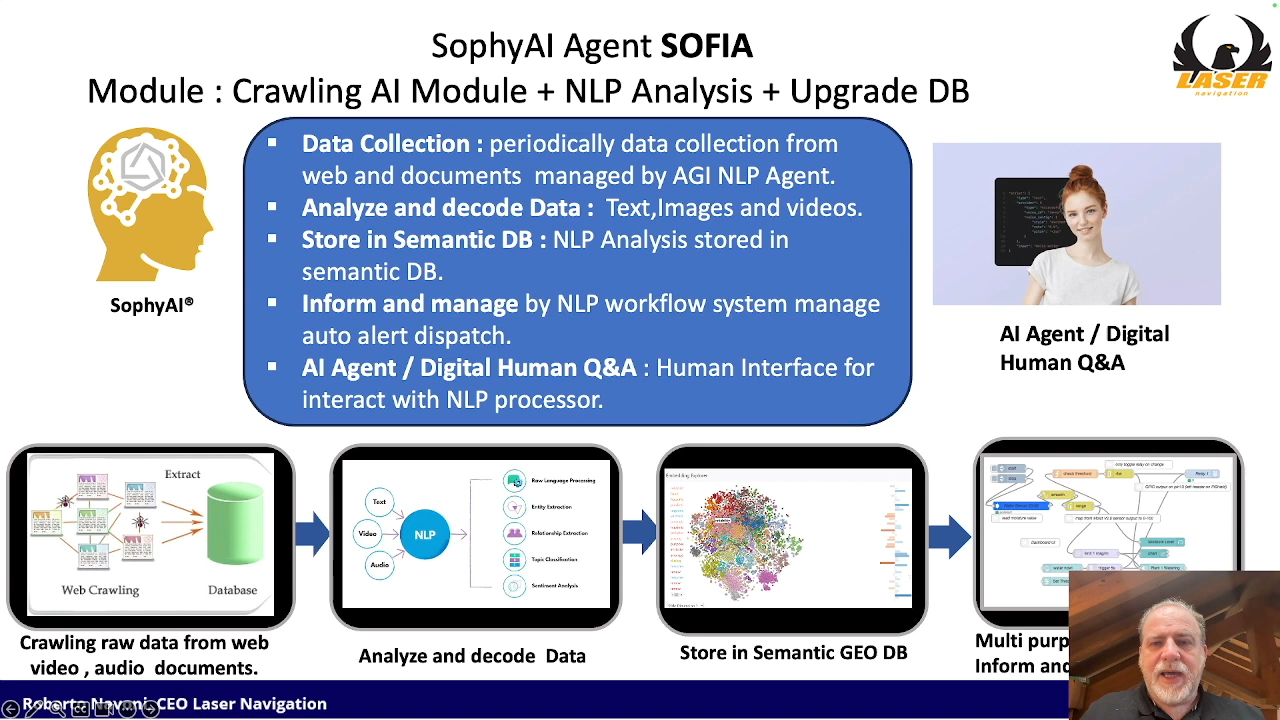 SophyAI Agent SOFIA
Module : Crawling AI Module + NLP Analysis + Upgrade DB
LASER
navigation
▪ Data Collection : periodically data collection from
web and documents managed by AGI NLP Agent.
▪ Analyze and decode Data : Text,Images and videos.
▪ Store in Semantic DB : NLP Analysis stored in
semantic DB.
▪ Inform and manage by NLP workflow system manage
auto alert dispatch.
▪ AI Agent / Digital Human Q&A : Human Interface for
interact with NLP processor.
SophyAI®
AI Agent / Digital
Human Q&A
Extract
Web Crawling
Database
Text
Video
Audio
NLP
Raw Language Processing
Entity Extraction
Relationship Extraction
Topic Classification
Sentiment Analysis
Embedding Explorer
Crawling raw data from web
video , audio documents.
Analyze and decode Data
Store in Semantic GEO DB
Multi purp
Inform and
CEO Laser Navigation